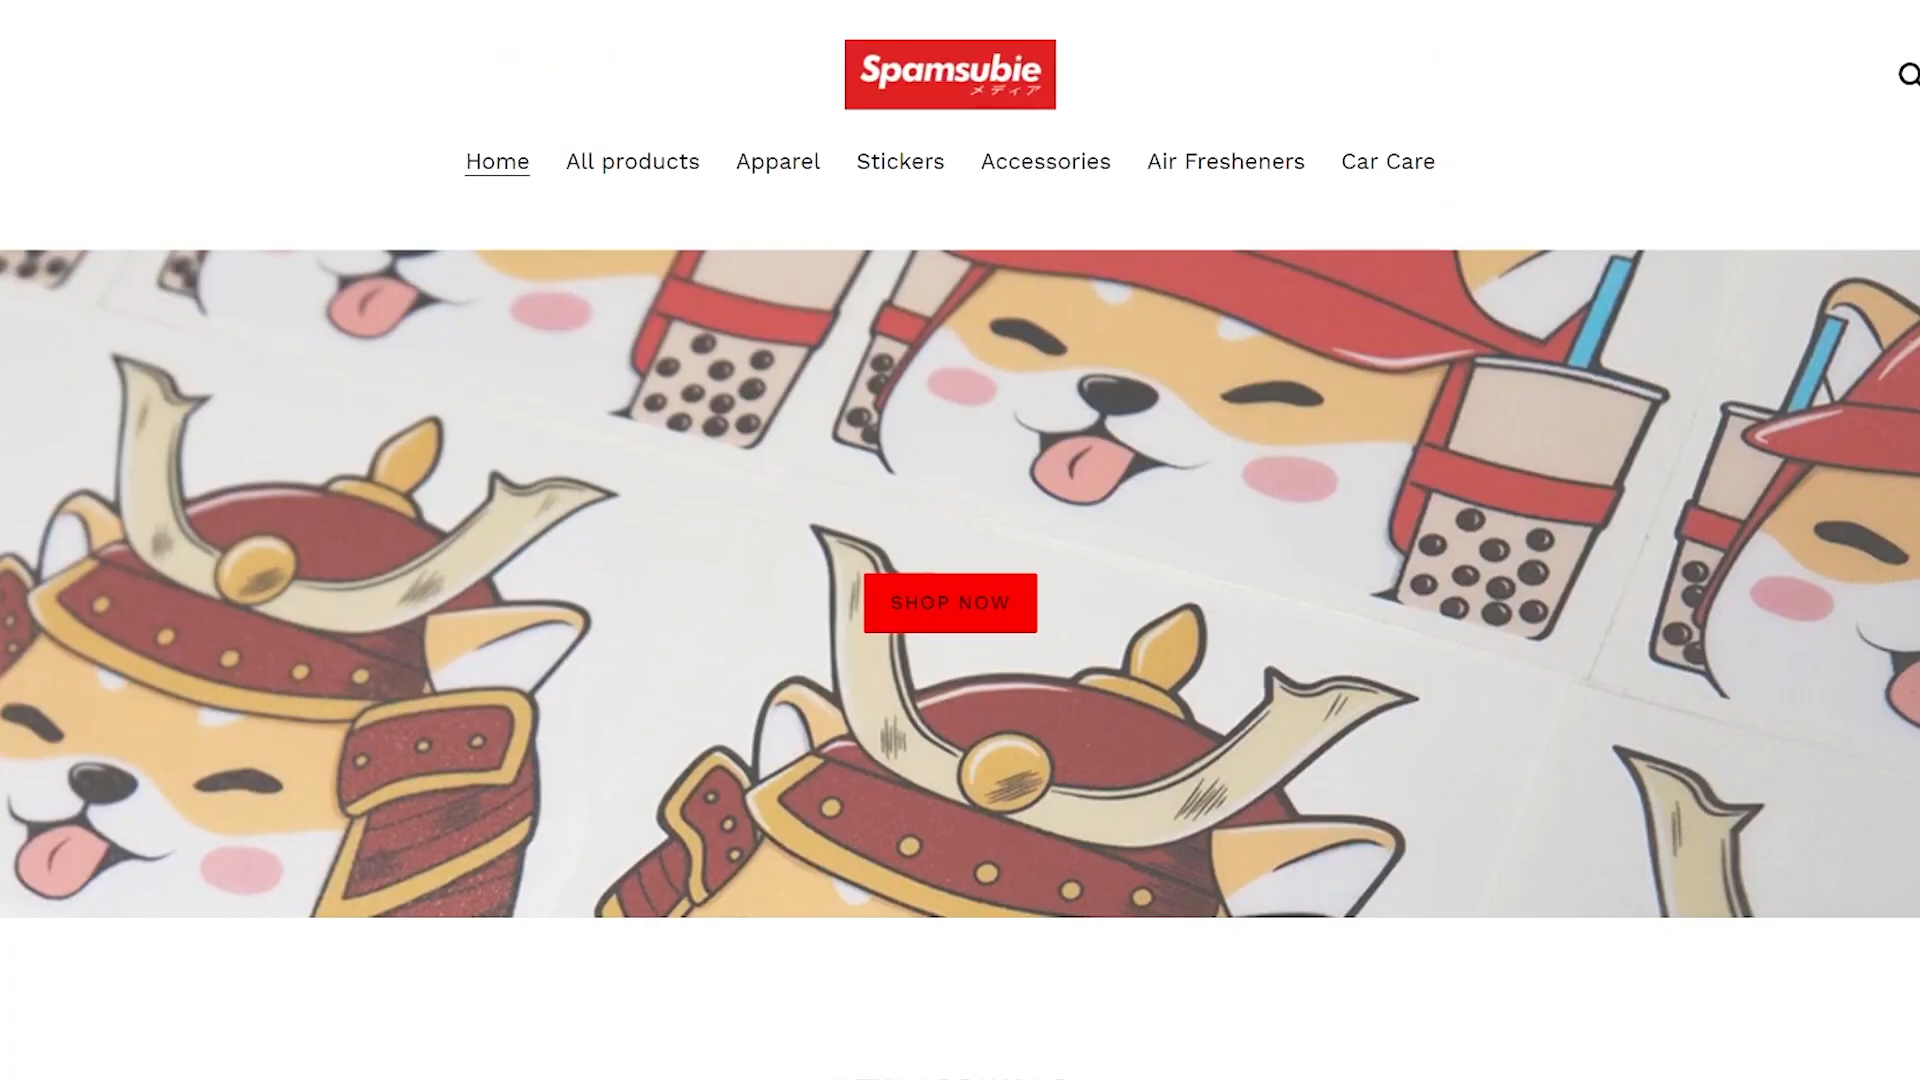 Spamsubie
メディア
Home All products Apparel Stickers Accessories Air Fresheners Car Care
SHOP NOW